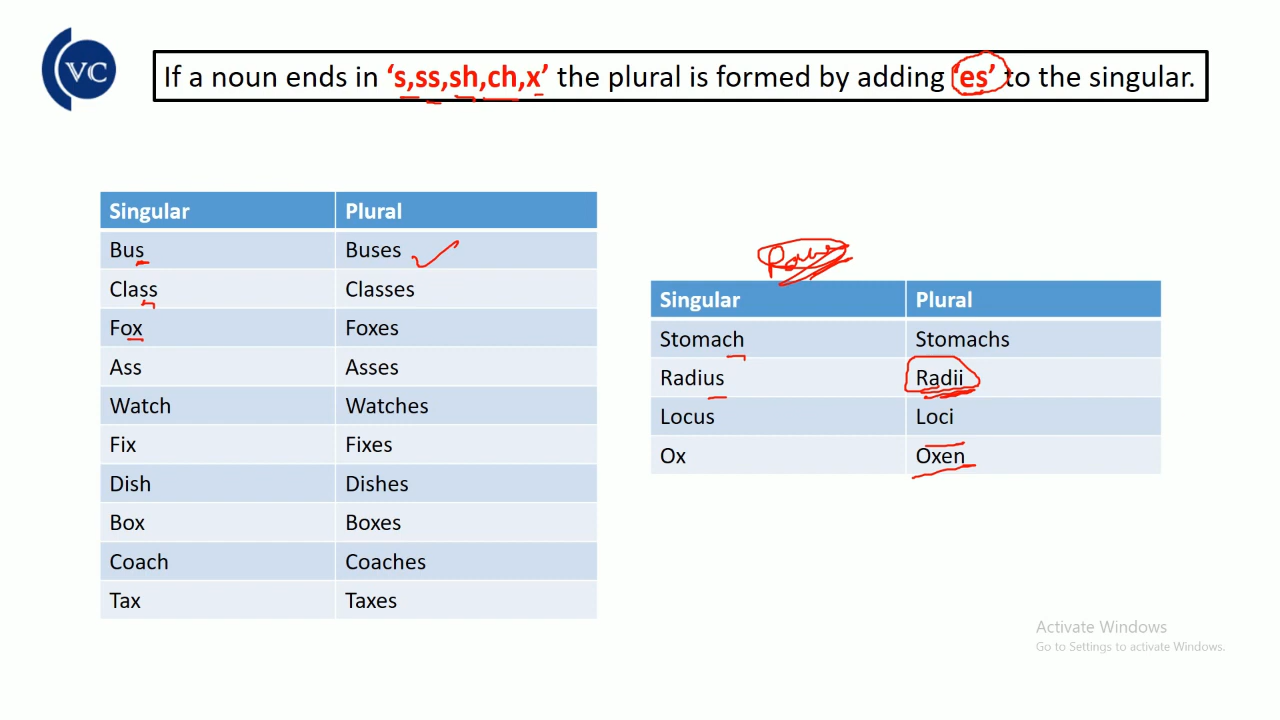 VC
If a noun ends in ‘s,ss,sh,ch,x’ the plural is formed by adding ‘es’ to the singular.
Singular Plural
Bus Buses
Class Classes
Fox Foxes
Ass Asses
Watch Watches
Fix Fixes
Dish Dishes
Box Boxes
Coach Coaches
Tax Taxes
Singular Plural
Stomach Stomachs
Radius Radii
Locus Loci
Ox Oxen
Activate Windows
Go to Settings to activate Windows.